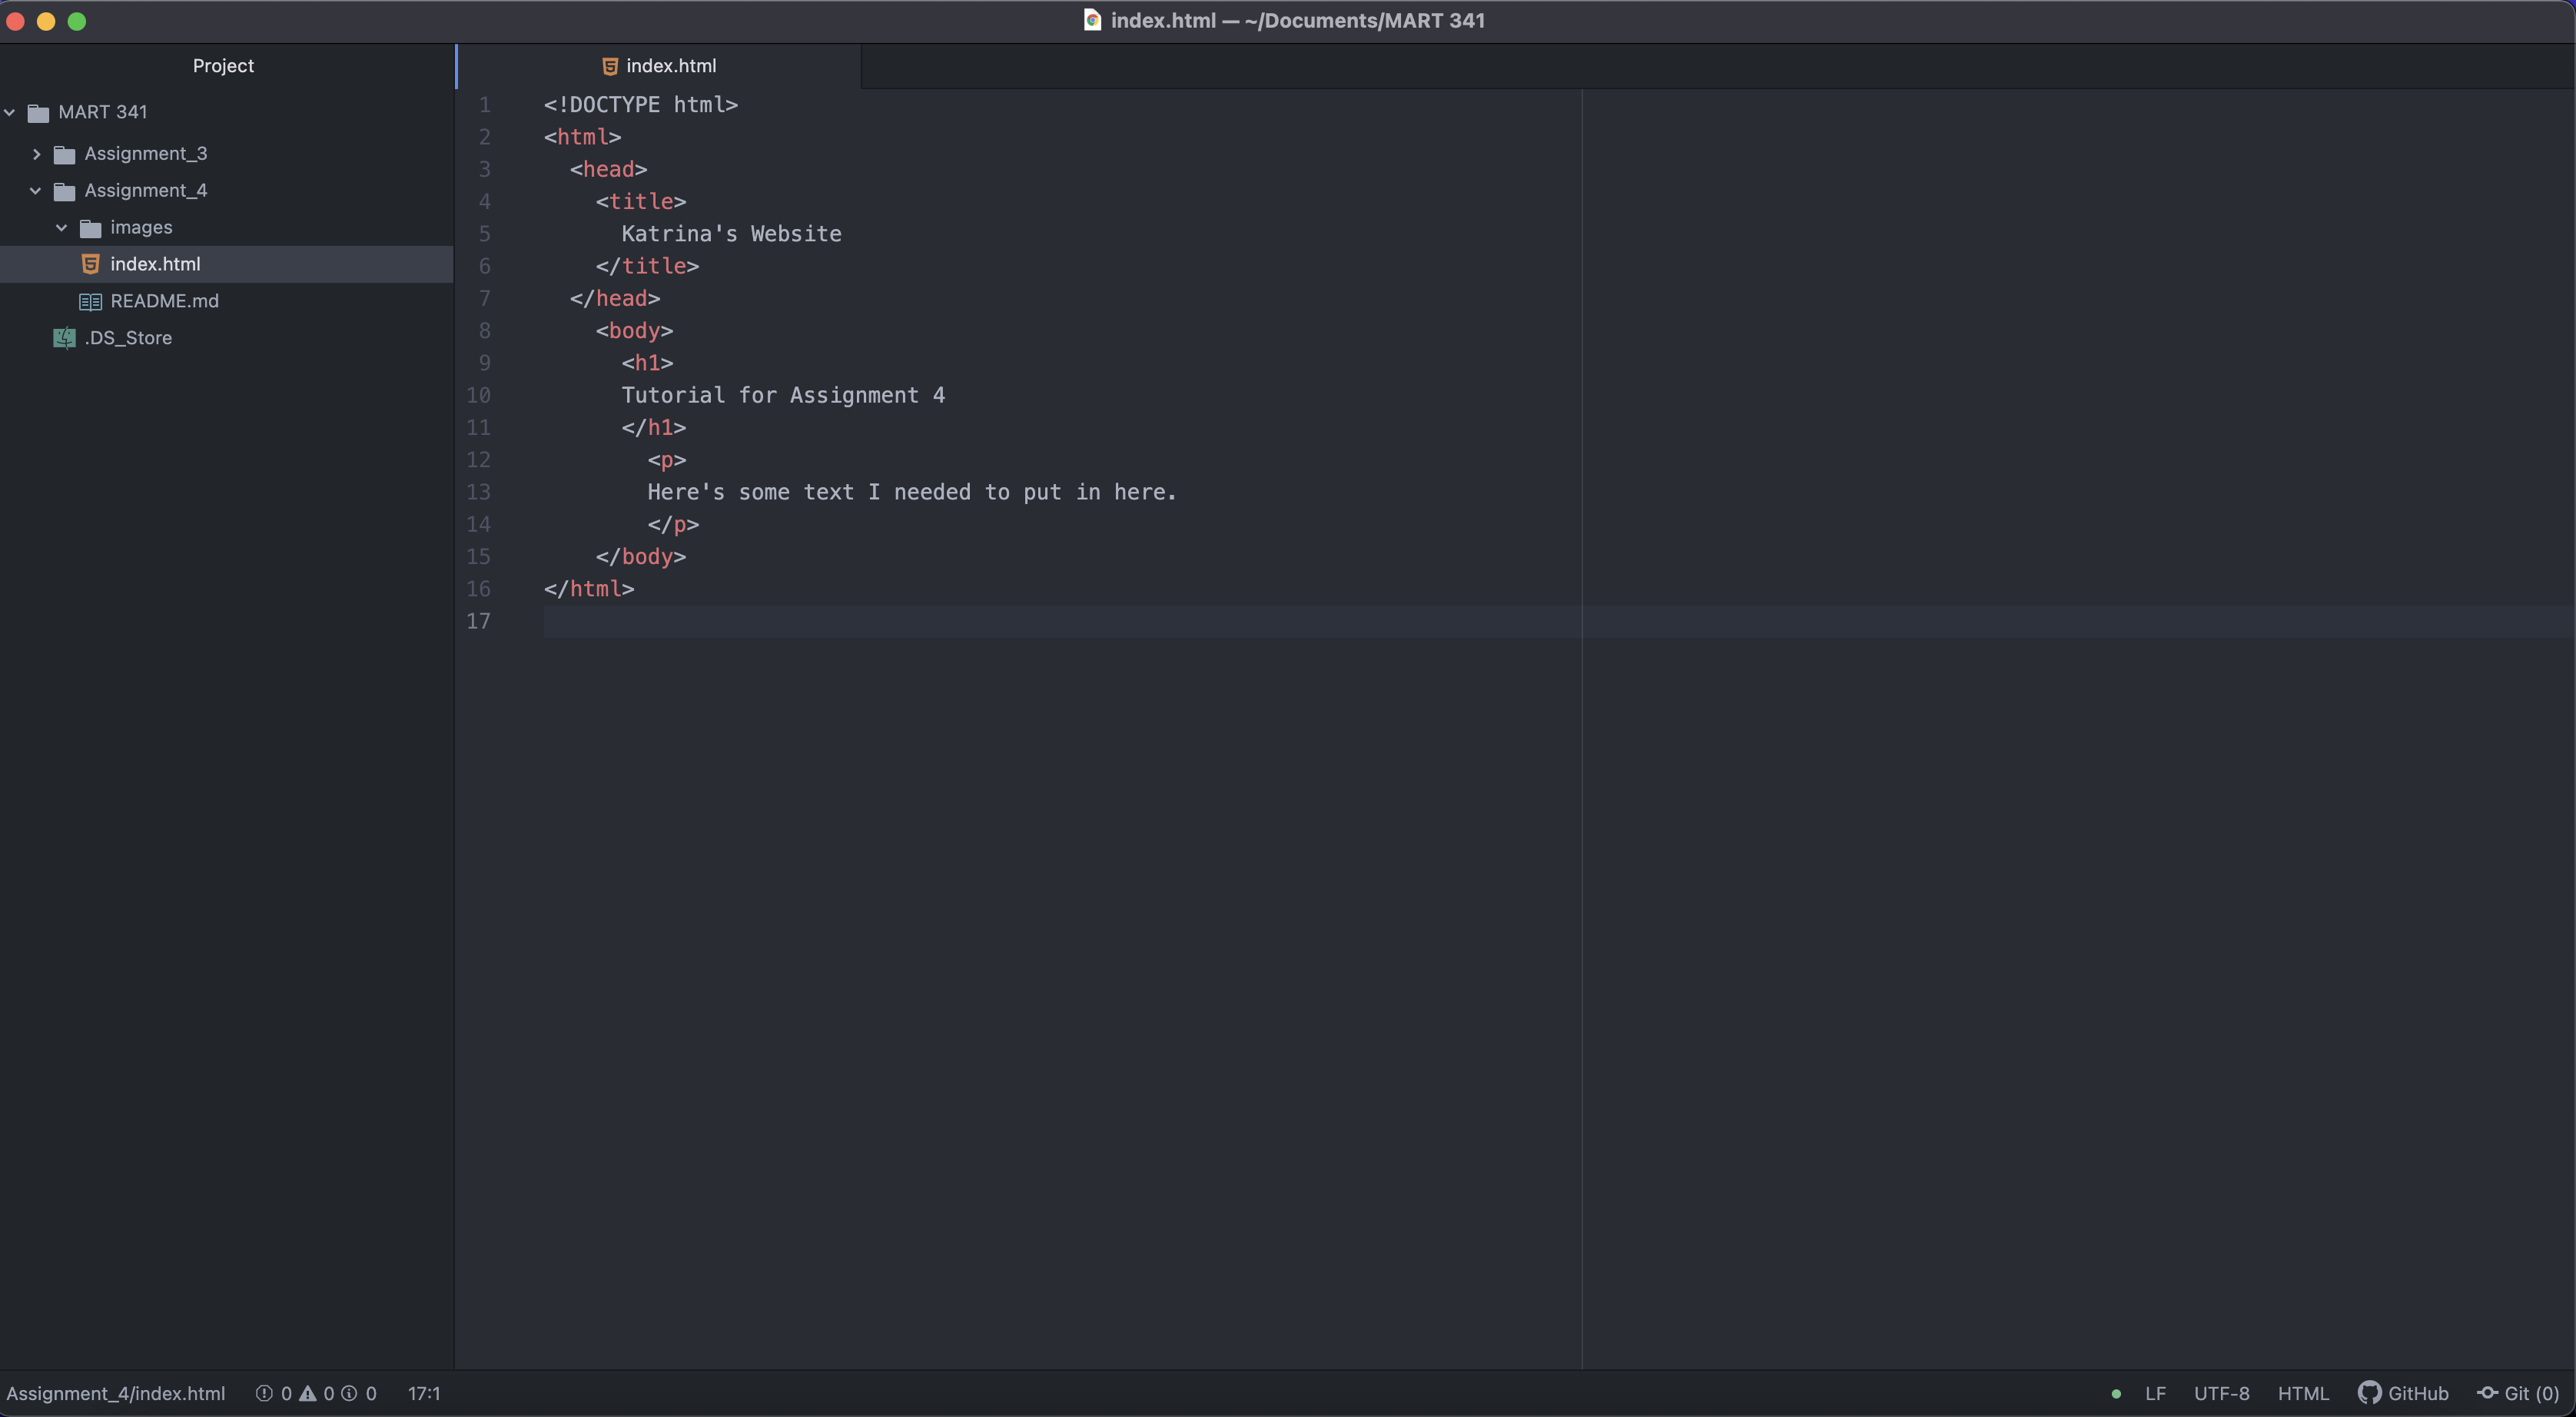 index.html — ~/Documents/MART 341
Project
index.html
MART 341
Assignment_3
Assignment_4
images
index.html
README.md
.DS_Store
1 <!DOCTYPE html>
2 <html>
3 <head>
4 <title>
5 Katrina's Website
6 </title>
7 </head>
8 <body>
9 <h1>
10 Tutorial for Assignment 4
11 </h1>
12 <p>
13 Here's some text I needed to put in here.
14 </p>
15 </body>
16 </html>
17
Assignment_4/index.html 0 0 0 17:1 LF UTF-8 HTML GitHub Git (0)